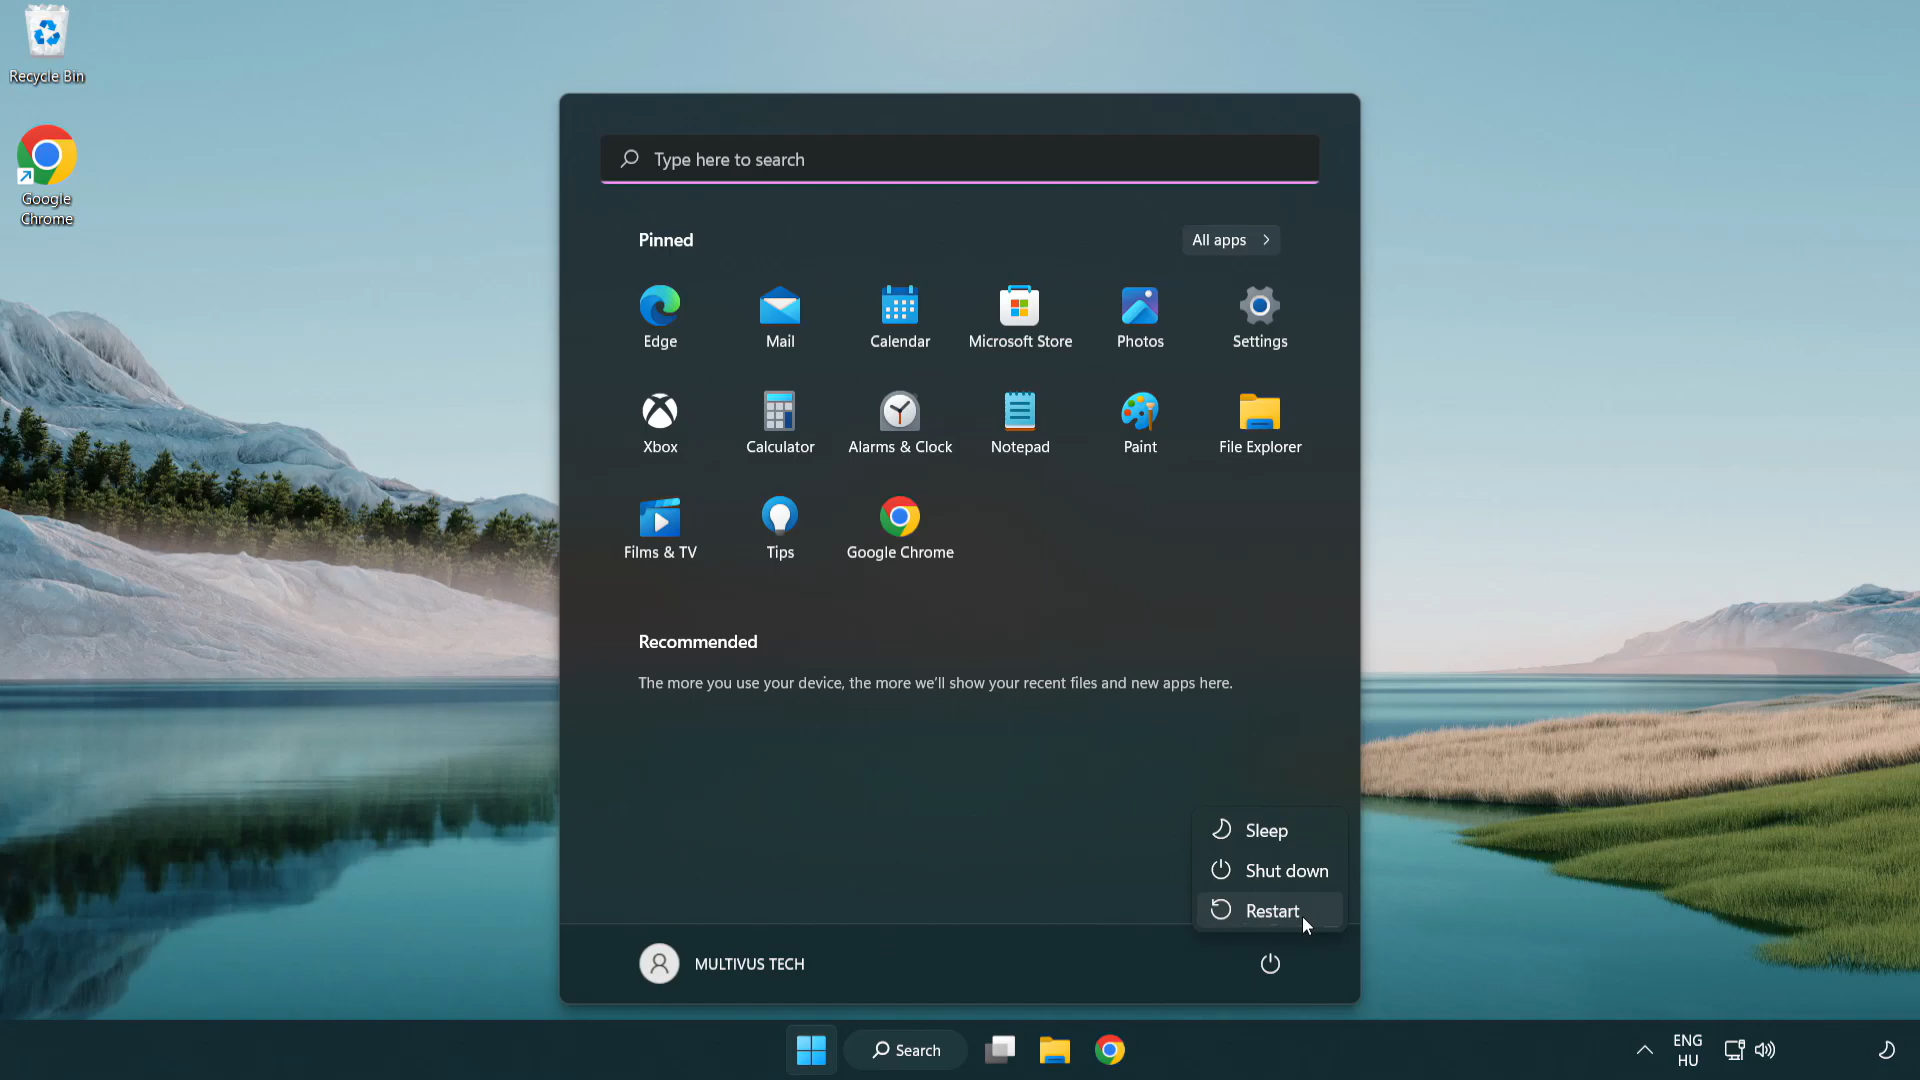 Recycle Bin
Google
Chrome
Type here to search
Pinned
All apps
Edge
Mail
Calendar
Microsoft Store
Photos
Settings
Xbox
Calculator
Alarms & Clock
Notepad
Paint
File Explorer
Films & TV
Tips
Google Chrome
Recommended
The more you use your device, the more we'll show your recent files and new apps here.
Sleep
Shut down
Restart
MULTIVUS TECH
Search
ENG
HU